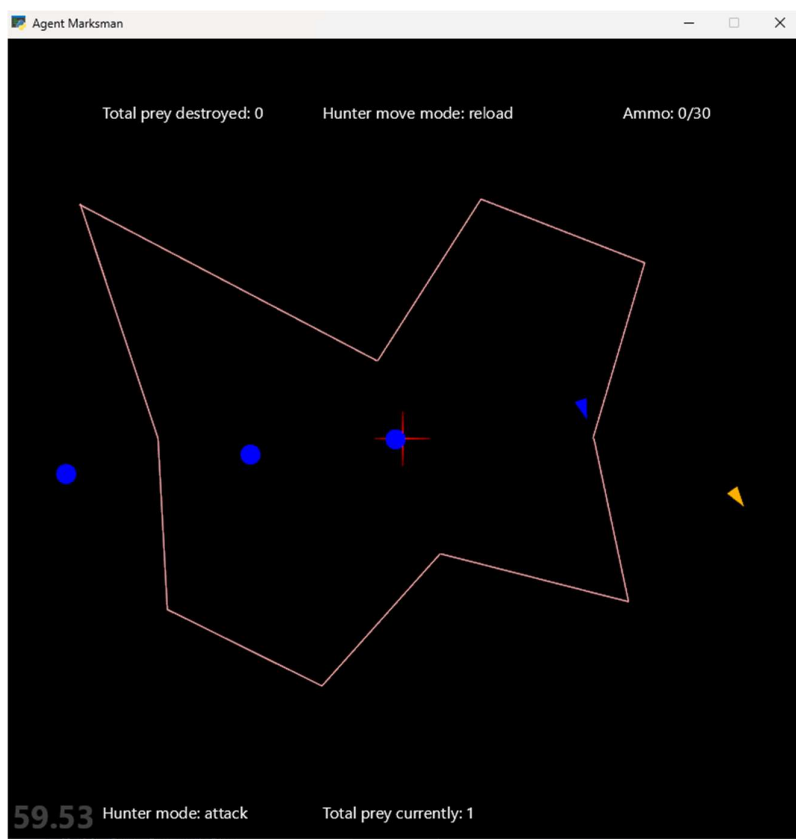 Agent Marksman
Total prey destroyed: 0 Hunter move mode: reload Ammo: 0/30
59.53 Hunter mode: attack Total prey currently: 1